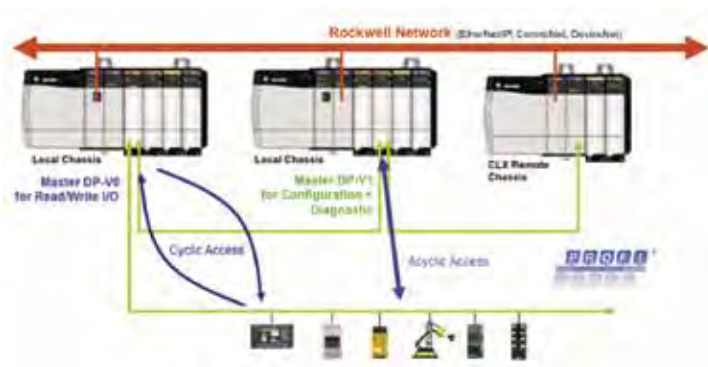 Rockwell Network (EtherNet/IP, ControlNet, DeviceNet)
Local Chassis
Local Chassis
CLX Remote
Chassis
Master DP-V0
for Read/Write I/O
Master DP-V1
for Configuration +
Diagnostic
Cyclic Access
Acyclic Access